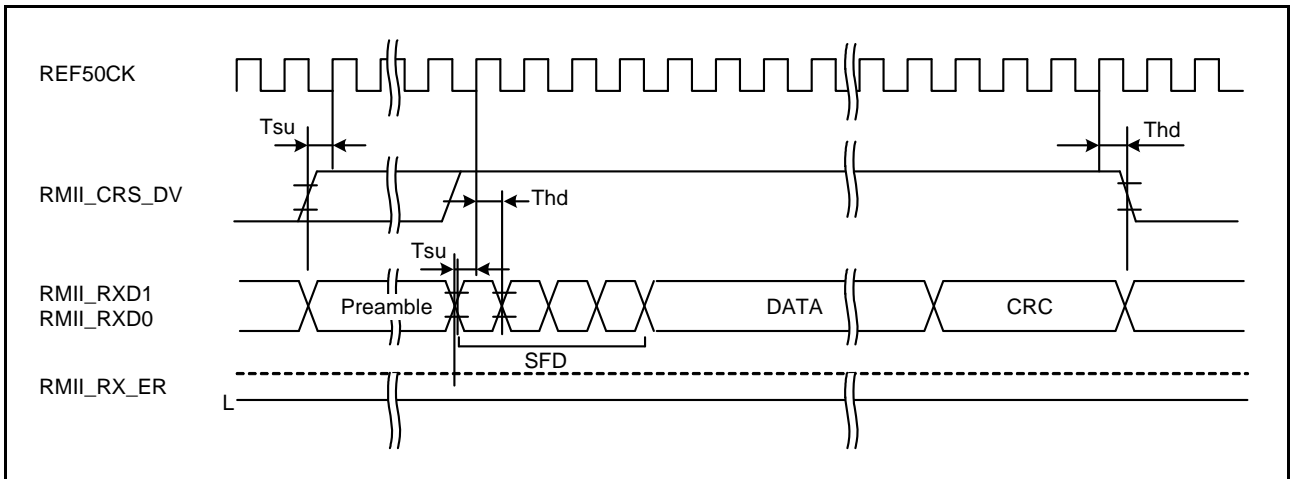 REF50CK
Tsu
Thd
RMII_CRS_DV
Thd
Tsu
RMII_RXD1
RMII_RXD0
Preamble
DATA
CRC
SFD
RMII_RX_ER
L